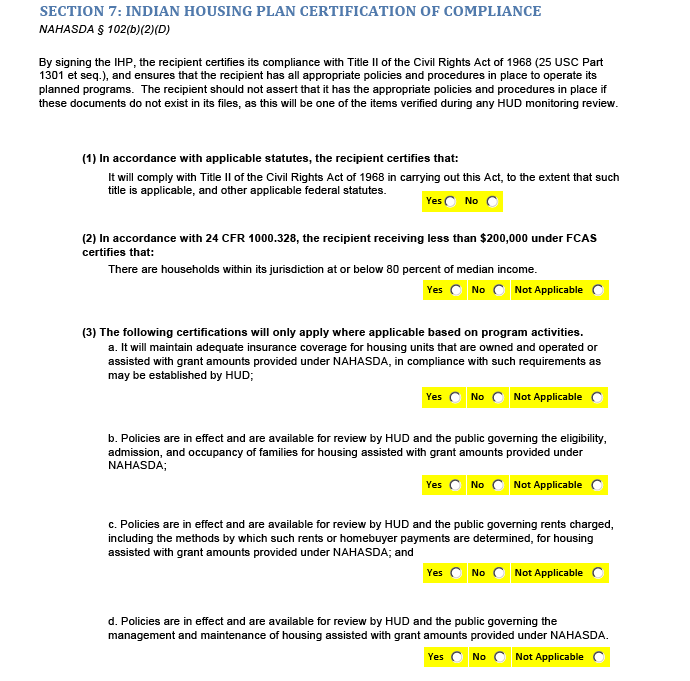 SECTION 7: INDIAN HOUSING PLAN CERTIFICATION OF COMPLIANCE
NAHASDA § 102(b)(2)(D)
By signing the IHP, the recipient certifies its compliance with Title II of the Civil Rights Act of 1968 (25 USC Part
1301 et seq.), and ensures that the recipient has all appropriate policies and procedures in place to operate its
planned programs.  The recipient should not assert that it has the appropriate policies and procedures in place if
these documents do not exist in its files, as this will be one of the items verified during any HUD monitoring review.
(1) In accordance with applicable statutes, the recipient certifies that:
It will comply with Title II of the Civil Rights Act of 1968 in carrying out this Act, to the extent that such
title is applicable, and other applicable federal statutes.
Yes No
(2) In accordance with 24 CFR 1000.328, the recipient receiving less than $200,000 under FCAS
certifies that:
There are households within its jurisdiction at or below 80 percent of median income.
Yes No Not Applicable
(3) The following certifications will only apply where applicable based on program activities.
a. It will maintain adequate insurance coverage for housing units that are owned and operated or
assisted with grant amounts provided under NAHASDA, in compliance with such requirements as
may be established by HUD;
Yes No Not Applicable
b. Policies are in effect and are available for review by HUD and the public governing the eligibility,
admission, and occupancy of families for housing assisted with grant amounts provided under
NAHASDA;
Yes No Not Applicable
c. Policies are in effect and are available for review by HUD and the public governing rents charged,
including the methods by which such rents or homebuyer payments are determined, for housing
assisted with grant amounts provided under NAHASDA; and
Yes No Not Applicable
d. Policies are in effect and are available for review by HUD and the public governing the
management and maintenance of housing assisted with grant amounts provided under NAHASDA.
Yes No Not Applicable